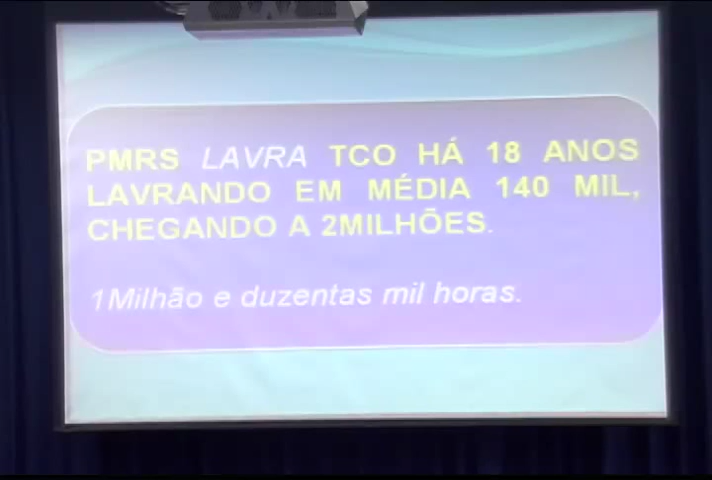 PMRS LAVRA TCO HÁ 18 ANOS
LAVRANDO EM MÉDIA 140 MIL,
CHEGANDO A 2MILHÕES.
1Milhão e duzentas mil horas.